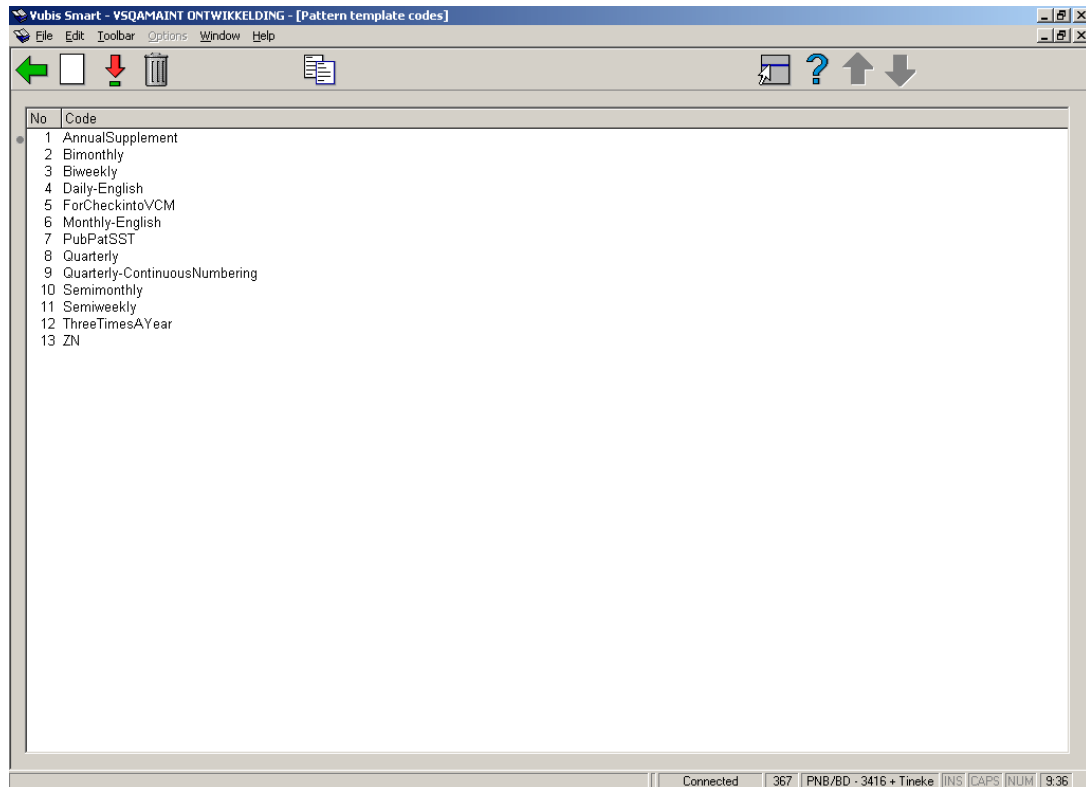 Vubis Smart - VSQAMAINT ONTWIKKELDING - [Pattern template codes]
File Edit Toolbar Options Window Help
No Code
1 AnnualSupplement
2 Bimonthly
3 Biweekly
4 Daily-English
5 ForCheckintoVCM
6 Monthly-English
7 PubPatSST
8 Quarterly
9 Quarterly-ContinuousNumbering
10 Semimonthly
11 Semiweekly
12 ThreeTimesAYear
13 ZN
Connected 367 PNB/BD - 3416 + Tineke INS CAPS NUM 9:36